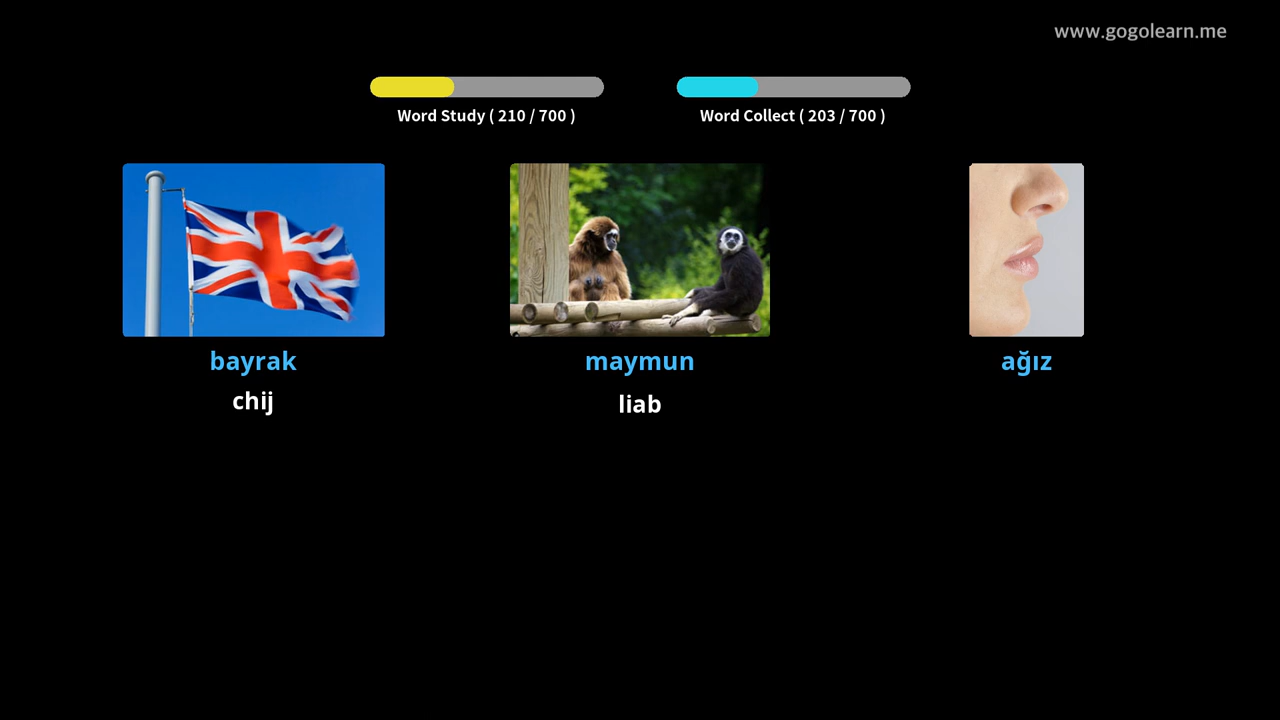 www.gogolearn.me
Word Study ( 210 / 700 )
Word Collect ( 203 / 700 )
bayrak
maymun
ağız
chij
liab